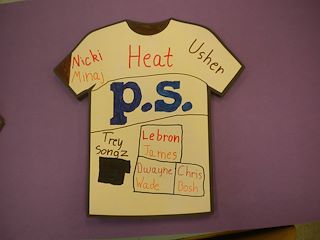 Nicki
Minaj
Heat
Usher
p.s.
Trey
Songz
Lebron
James
Dwayne
Wade
Chris
Bosh